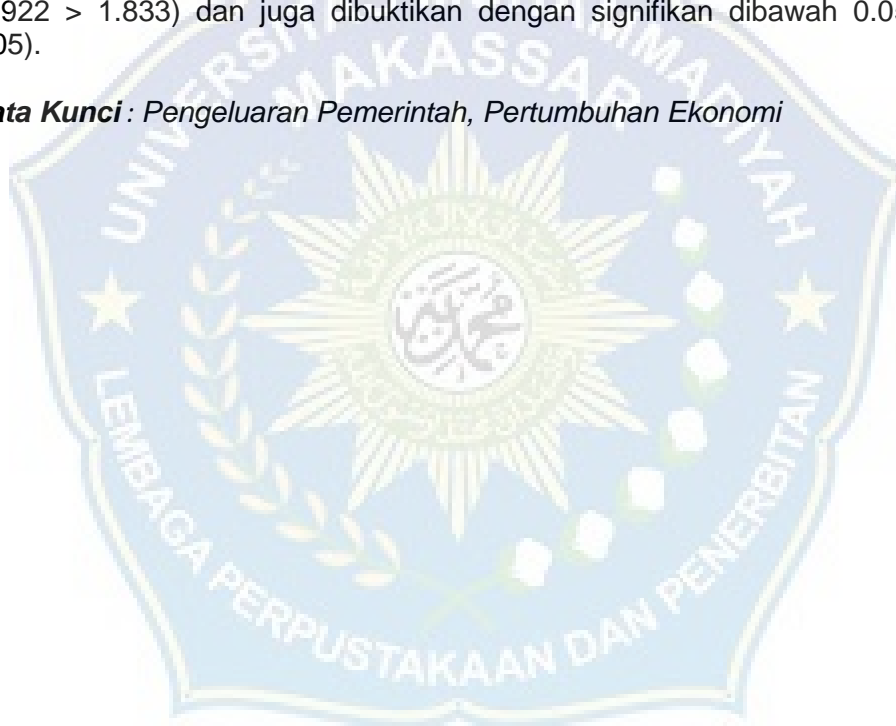 922 > 1.833) dan juga dibuktikan dengan signifikan dibawah 0.0
05).
ata Kunci : Pengeluaran Pemerintah, Pertumbuhan Ekonomi
UNIVERSITAS MUHAMMADIYAH
MAKASSAR
LEMBAGA PERPUSTAKAAN DAN PENERBITAN